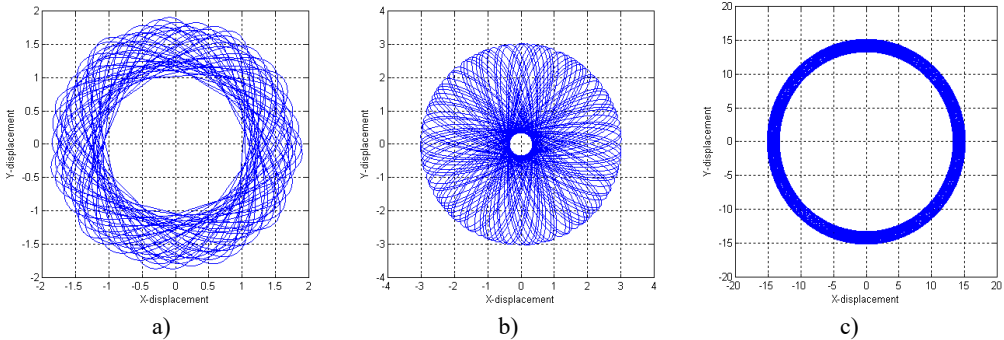 2
1.5
1
0.5
0
-0.5
-1
-1.5
-2
Y-displacement
-2 -1.5 -1 -0.5 0 0.5 1 1.5 2
X-displacement
a)
4
3
2
1
0
-1
-2
-3
-4
Y-displacement
-4 -3 -2 -1 0 1 2 3 4
X-displacement
b)
20
15
10
5
0
-5
-10
-15
-20
Y-displacement
-20 -15 -10 -5 0 5 10 15 20
X-displacement
c)